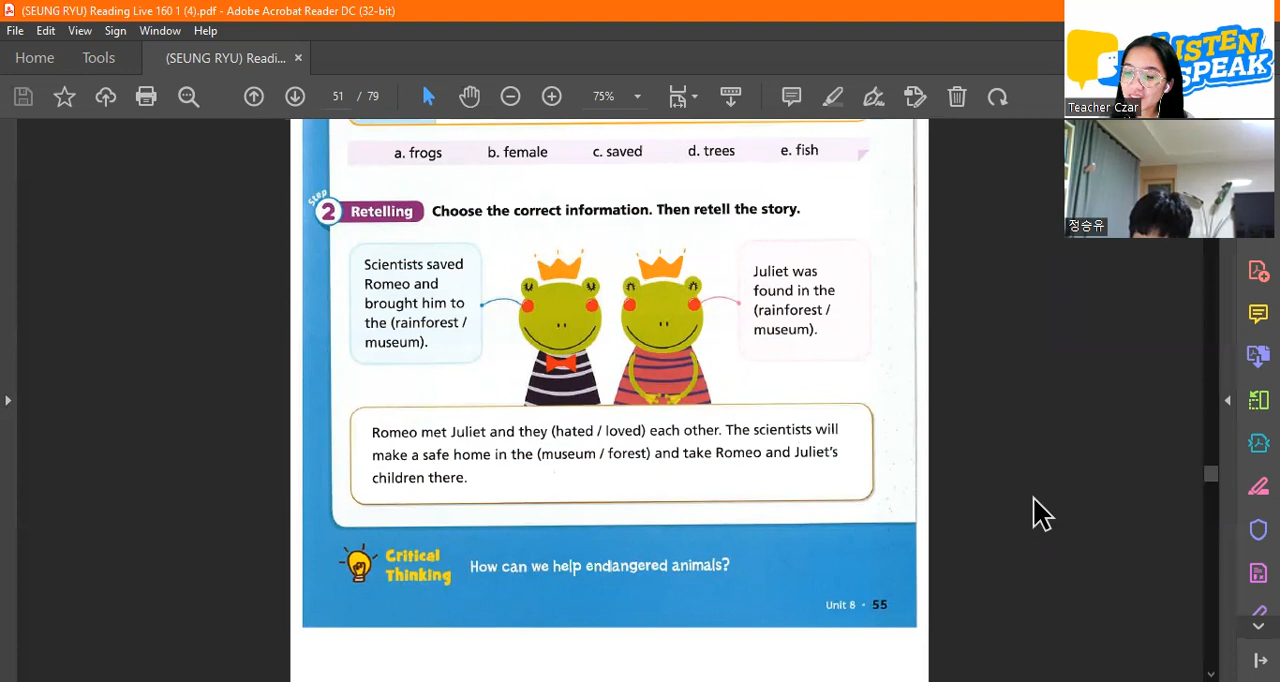 (SEUNG RYU) Reading Live 160 1 (4).pdf - Adobe Acrobat Reader DC (32-bit)
File Edit View Sign Window Help
Home Tools (SEUNG RYU) Readi... ×
51 / 79 75%
LISTEN
SPEAK
Teacher Czar
정승유
a. frogs b. female c. saved d. trees e. fish
Step 2 Retelling Choose the correct information. Then retell the story.
Scientists saved
Romeo and
brought him to
the (rainforest /
museum).
Juliet was
found in the
(rainforest /
museum).
Romeo met Juliet and they (hated / loved) each other. The scientists will
make a safe home in the (museum / forest) and take Romeo and Juliet's
children there.
Critical
Thinking
How can we help endangered animals?
Unit 8 • 55